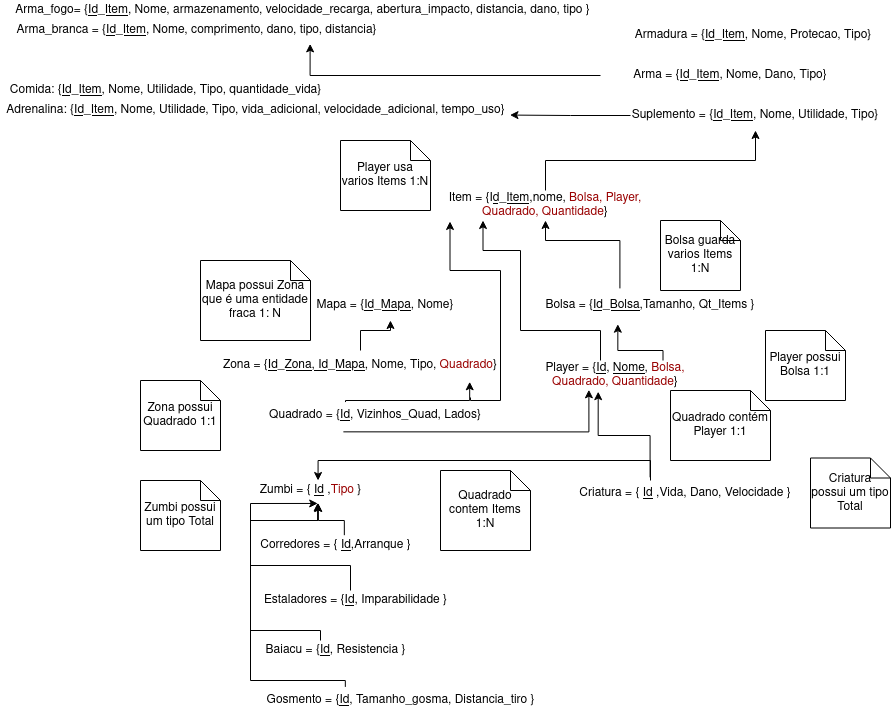 Arma_fogo= {Id_Item, Nome, armazenamento, velocidade_recarga, abertura_impacto, distancia, dano, tipo }
Arma_branca = {Id_Item, Nome, comprimento, dano, tipo, distancia}
Armadura = {Id_Item, Nome, Protecao, Tipo}
Arma = {Id_Item, Nome, Dano, Tipo}
Comida: {Id_Item, Nome, Utilidade, Tipo, quantidade_vida}
Adrenalina: {Id_Item, Nome, Utilidade, Tipo, vida_adicional, velocidade_adicional, tempo_uso}
Suplemento = {Id_Item, Nome, Utilidade, Tipo}
Player usa
varios Items 1:N
Item = {Id_Item,nome, Bolsa, Player,
Quadrado, Quantidade}
Bolsa guarda
varios Items
1:N
Mapa possui Zona
que é uma entidade
fraca 1: N
Mapa = {Id_Mapa, Nome}
Bolsa = {Id_Bolsa,Tamanho, Qt_Items }
Zona = {Id_Zona, Id_Mapa, Nome, Tipo, Quadrado}
Player = {Id, Nome, Bolsa,
Quadrado, Quantidade}
Player possui
Bolsa 1:1
Zona possui
Quadrado 1:1
Quadrado = {Id, Vizinhos_Quad, Lados}
Quadrado contém
Player 1:1
Zumbi = { Id ,Tipo }
Zumbi possui
um tipo Total
Quadrado
contem Items
1:N
Criatura = { Id ,Vida, Dano, Velocidade }
Criatura
possui um tipo
Total
Corredores = { Id,Arranque }
Estaladores = {Id, Imparabilidade }
Baiacu = {Id, Resistencia }
Gosmento = {Id, Tamanho_gosma, Distancia_tiro }